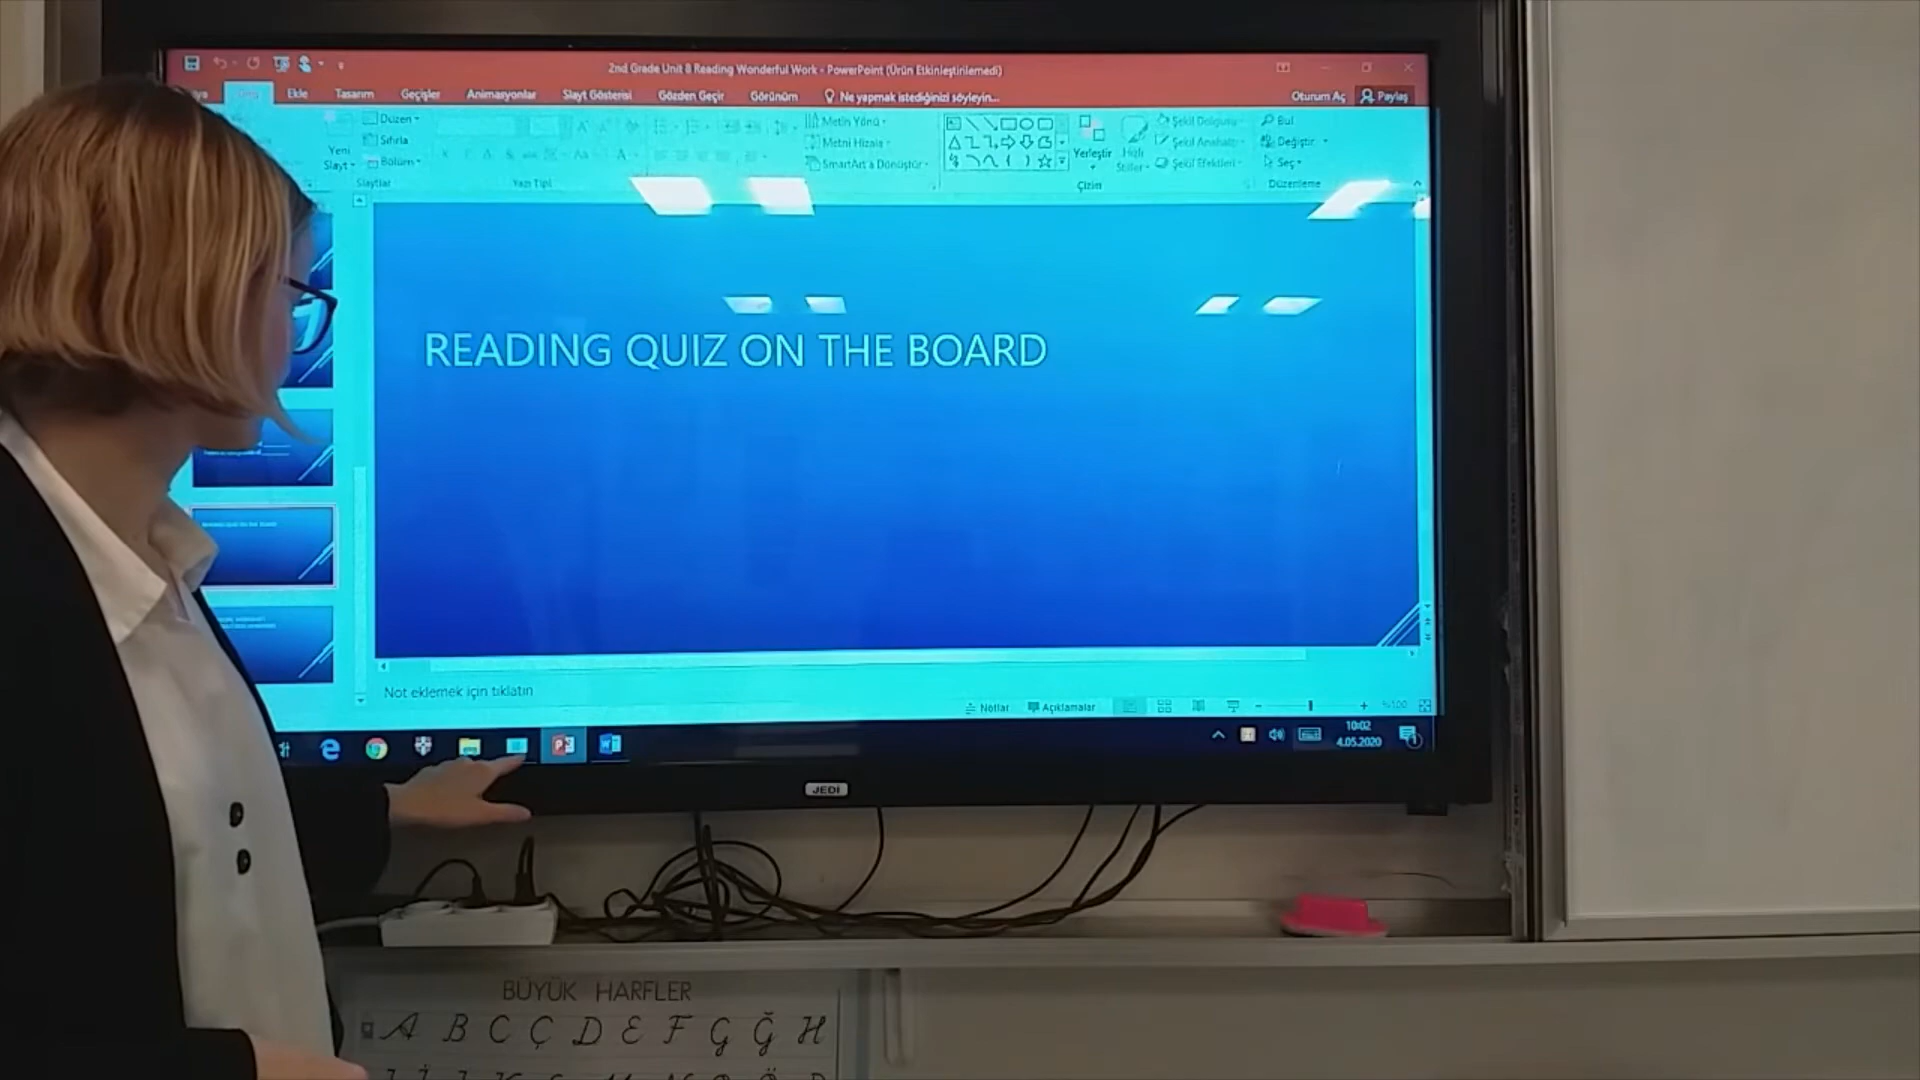 2nd Grade Unit 8 Reading Wonderful Work - PowerPoint (Ürün Etkinleştirilemedi)
Ekle Tasarım Geçişler Animasyonlar Slayt Gösterisi Gözden Geçir Görünüm Ne yapmak istediğinizi söyleyin... Oturum Aç Paylaş
Yeni Slayt
Düzen
Sıfırla
Bölüm
Metin Yönü
Metni Hizala
SmartArt'a Dönüştür
Yerleştir
Hızlı Stiller
Şekil Dolgusu
Şekil Anahattı
Şekil Efektleri
Bul
Değiştir
Seç
Slaytlar Yazı Tipi Çizim Düzenleme
READING QUIZ ON THE BOARD
Not eklemek için tıklatın
Notlar Açıklamalar %100
10:02
4.05.2020
JEDI
BÜYÜK HARFLER
A B C Ç D E F G Ğ H